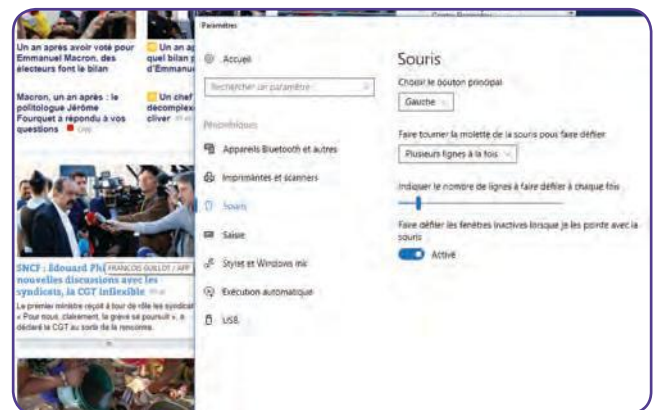 Paramètres
Un an après avoir voté pour
Emmanuel Macron, des
électeurs font le bilan
Un an ap
quel bilan p
d'Emmanue
Macron, un an après : le
politologue Jérôme
Fourquet a répondu à vos
questions
Un chef
décomplex
cliver
SNCF : Edouard Phi
FRANCOIS GUILLOT / AFP
nouvelles discussions avec les
syndicats, la CGT inflexible
Le premier ministre reçoit à tour de rôle les syndicat
« Pour nous, clairement, la grève se poursuit », a
déclaré la CGT au sortir de la rencontre.
Accueil
Rechercher un paramètre
Périphériques
Appareils Bluetooth et autres
Imprimantes et scanners
Souris
Saisie
Stylet et Windows Ink
Exécution automatique
USB
Souris
Choisir le bouton principal
Gauche
Faire tourner la molette de la souris pour faire défiler
Plusieurs lignes à la fois
Indiquer le nombre de lignes à faire défiler à chaque fois
Faire défiler les fenêtres inactives lorsque je les pointe avec la
souris
Activé